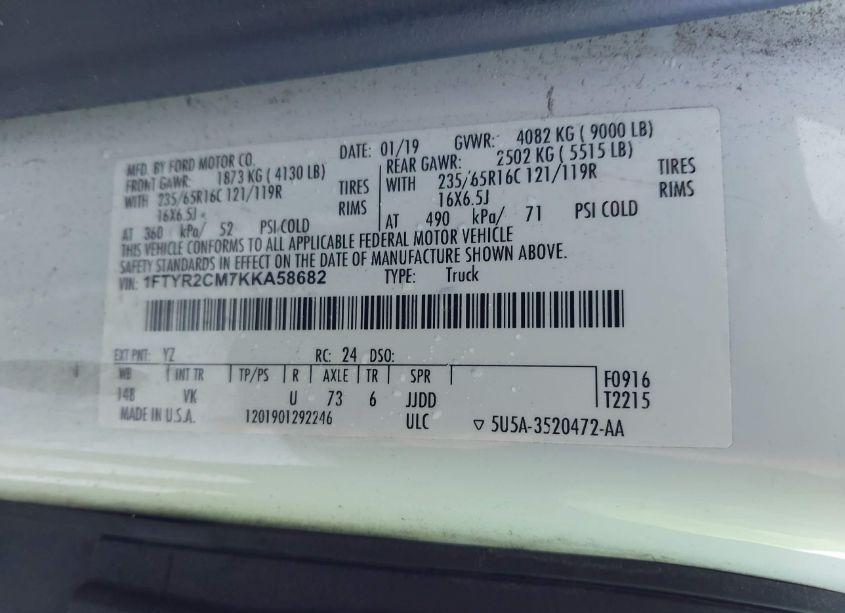 MFD. BY FORD MOTOR CO.
DATE: 01/19
GVWR: 4082 KG ( 9000 LB)
FRONT GAWR: 1873 KG ( 4130 LB)
REAR GAWR: 2502 KG ( 5515 LB)
WITH 235/65R16C 121/119R TIRES
WITH 235/65R16C 121/119R TIRES
16X6.5J RIMS
16X6.5J RIMS
AT 360 kPa/ 52 PSI COLD
AT 490 kPa/ 71 PSI COLD
THIS VEHICLE CONFORMS TO ALL APPLICABLE FEDERAL MOTOR VEHICLE
SAFETY STANDARDS IN EFFECT ON THE DATE OF MANUFACTURE SHOWN ABOVE.
VIN: 1FTYR2CM7KKA58682 TYPE: Truck
EXT PNT: YZ RC: 24 DSO:
WB INT TR TP/PS R AXLE TR SPR
F0916
148 VK U 73 6 JJDD
T2215
MADE IN U.S.A. 1201901292246 ULC ▽ 5U5A-3520472-AA